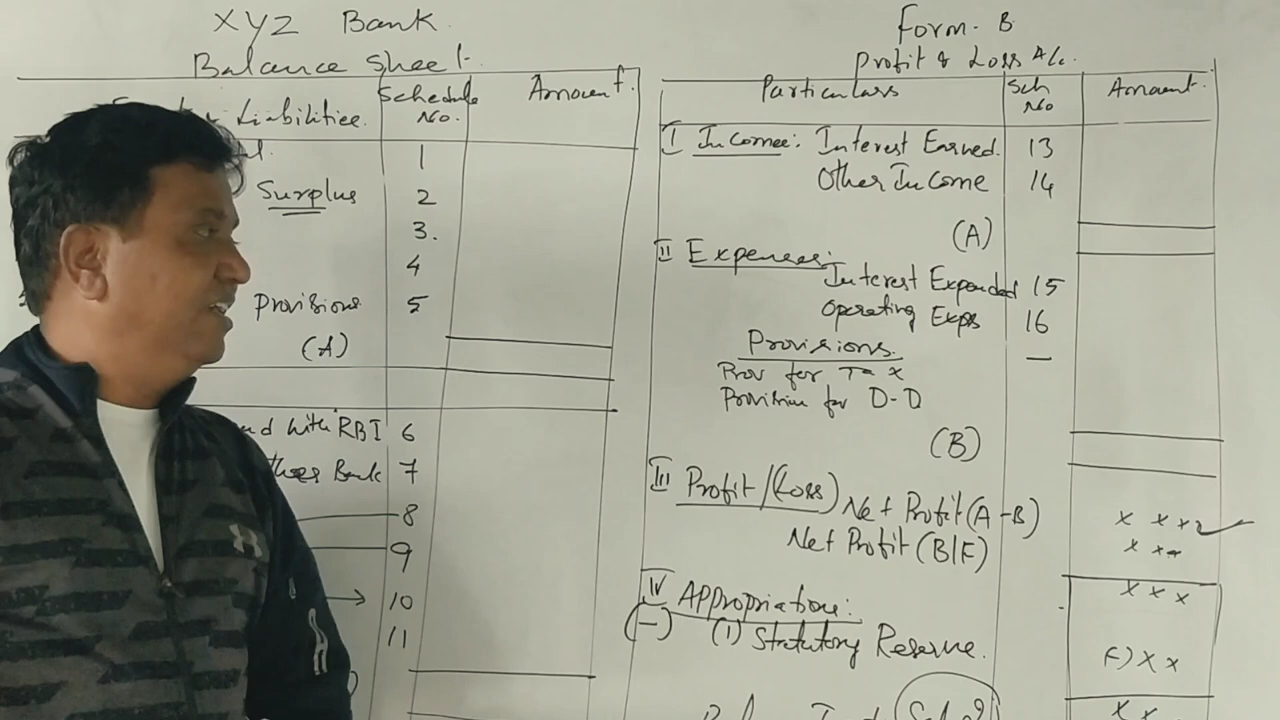 XYZ Bank
Balance Sheet
Liabilities. Schedule No. Amount.
1
Surplus 2
3.
4
Provisions 5
(A)
with RBI 6
Bank 7
8
9
10
11
Form. B
Profit & Loss A/c.
Particulars Sch No Amount.
I Income: Interest Earned. 13
Other Income 14
(A)
II Expenses:
Interest Expended 15
Operating Exps 16
Provisions. —
Prov for Tax
Provision for D-D
(B)
III Profit/(Loss) Net Profit (A-B) x x x
Net Profit (B/F) x x x
x x x
IV Appropriation:
(-) (1) Statutory Reserve. (-) x x
x x